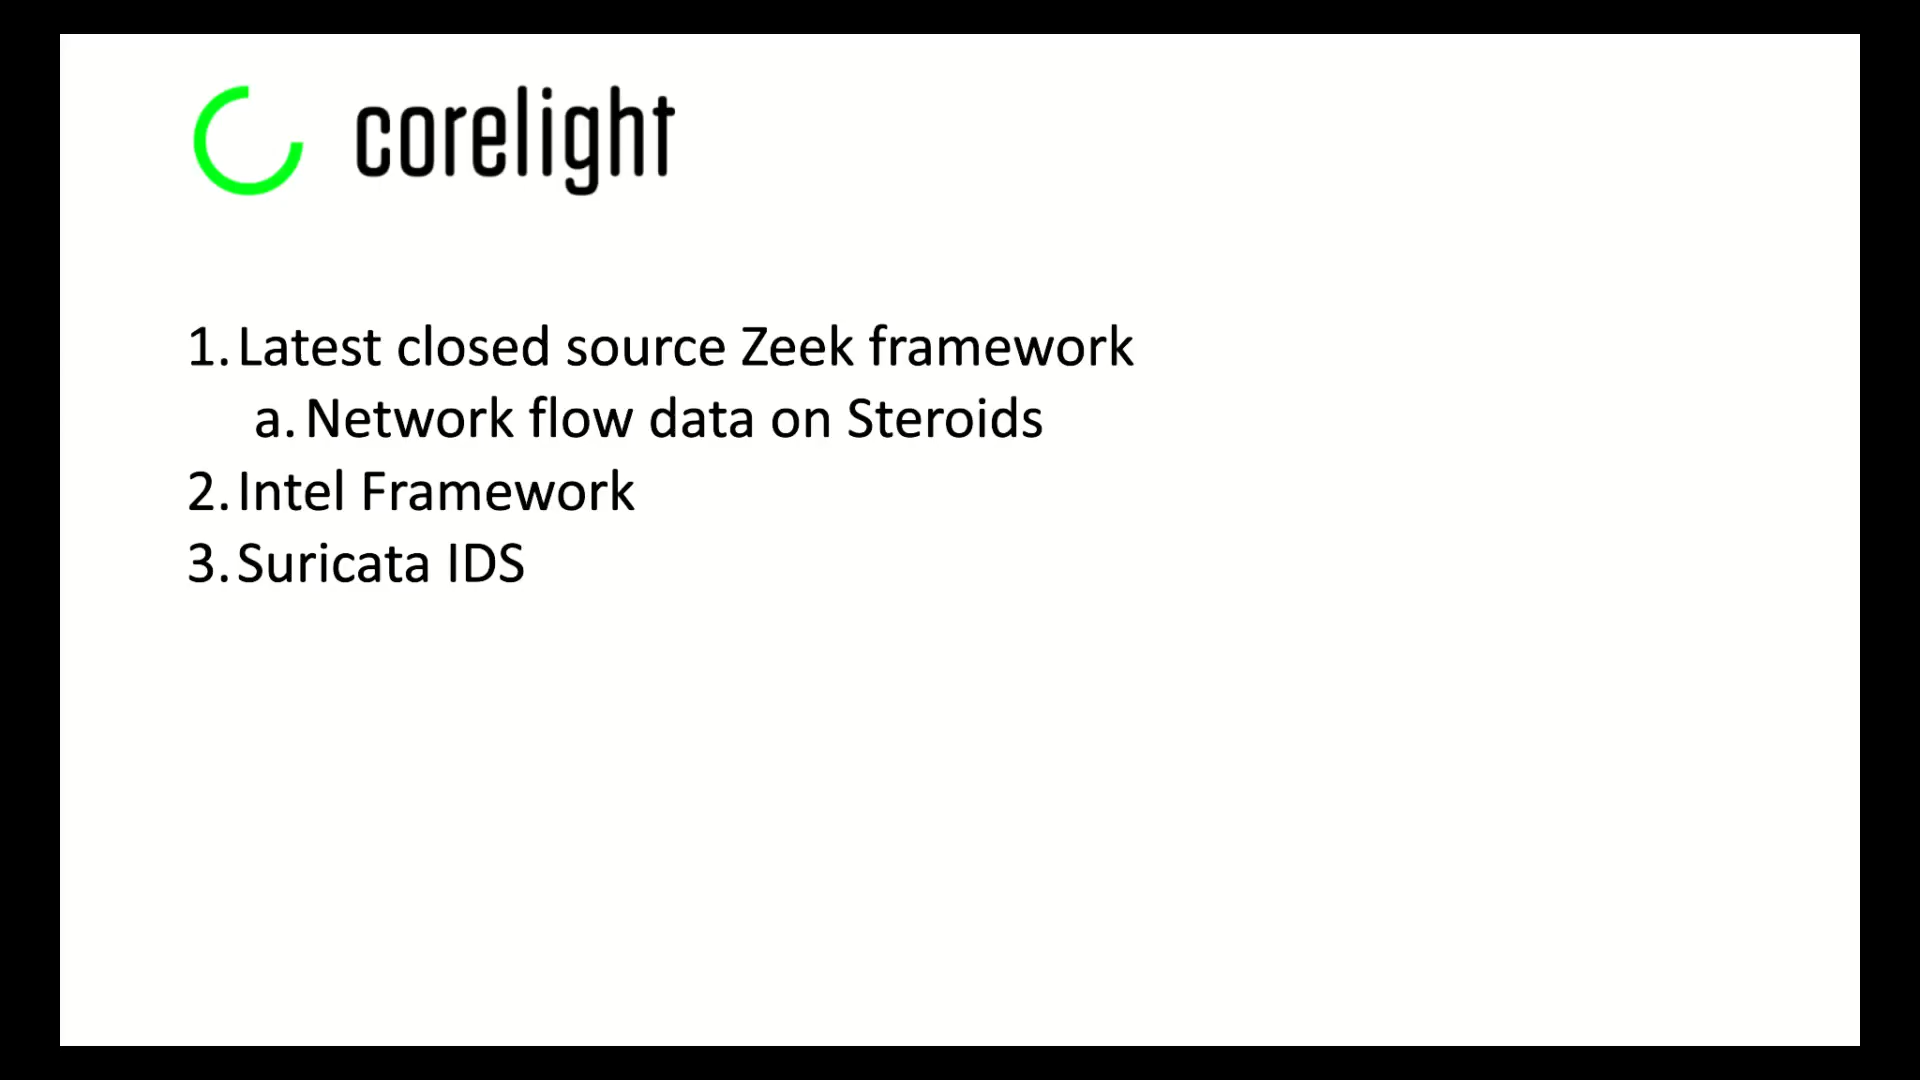 corelight
1. Latest closed source Zeek framework
a. Network flow data on Steroids
2. Intel Framework
3. Suricata IDS